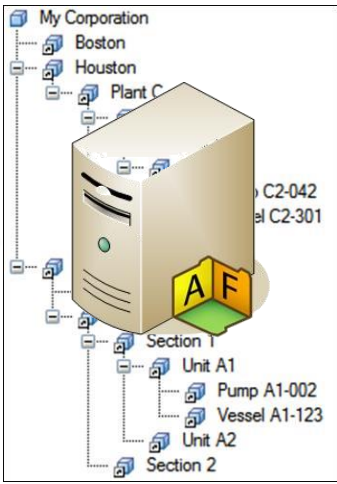 My Corporation
Boston
Houston
Plant C
C2-042
el C2-301
A F
Section 1
Unit A1
Pump A1-002
Vessel A1-123
Unit A2
Section 2